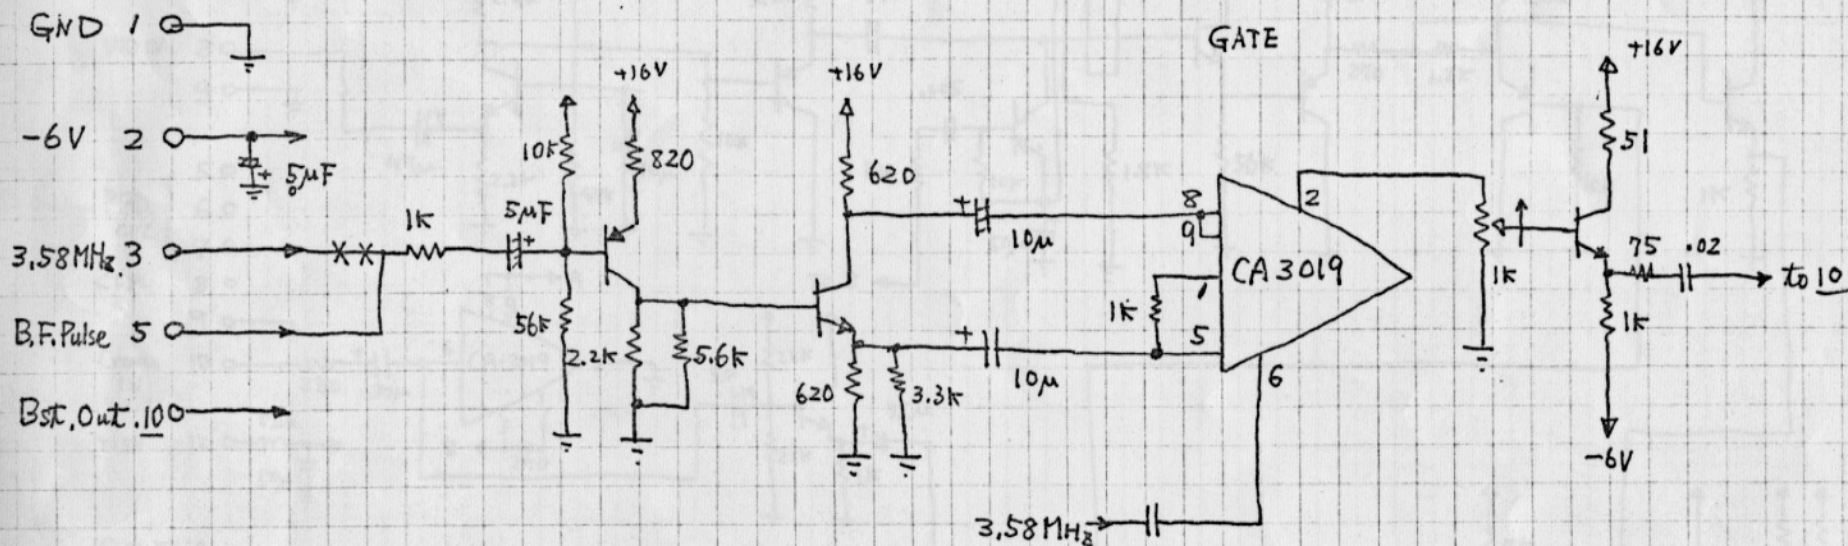 GND 1
-6V 2
5μF
3.58MHz. 3
B.F.Pulse 5
Bst.Out.10
1K
5μF
10K
+16V
820
56K
2.2K
5.6K
+16V
620
620
3.3K
10μ
10μ
GATE
8
9
2
CA3019
1
1K
5
6
3.58MHz
1K
+16V
51
75
.02
to 10
1K
-6V